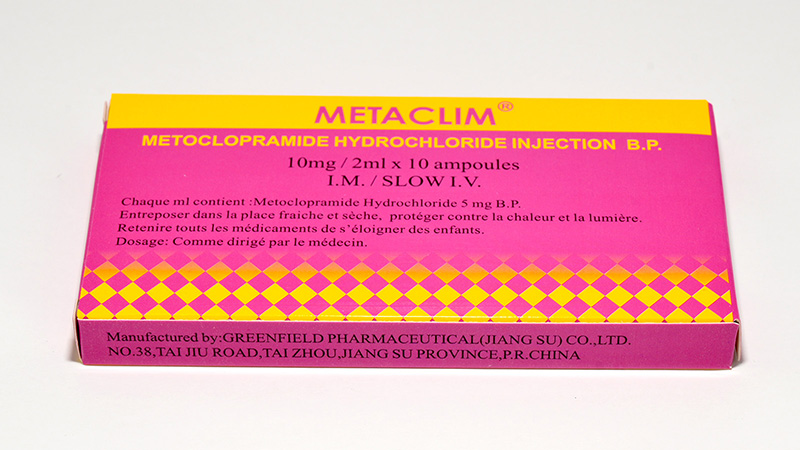 METACLIM®
METOCLOPRAMIDE HYDROCHLORIDE INJECTION B.P.
10mg / 2ml x 10 ampoules
I.M. / SLOW I.V.
Chaque ml contient :Metoclopramide Hydrochloride 5 mg B.P.
Entreposer dans la place fraiche et sèche, protéger contre la chaleur et la lumière.
Retenire touts les médicaments de s'éloigner des enfants.
Dosage: Comme dirigé par le médecin.
Manufactured by:GREENFIELD PHARMACEUTICAL(JIANG SU) CO.,LTD.
NO.38,TAI JIU ROAD,TAI ZHOU,JIANG SU PROVINCE,P.R.CHINA